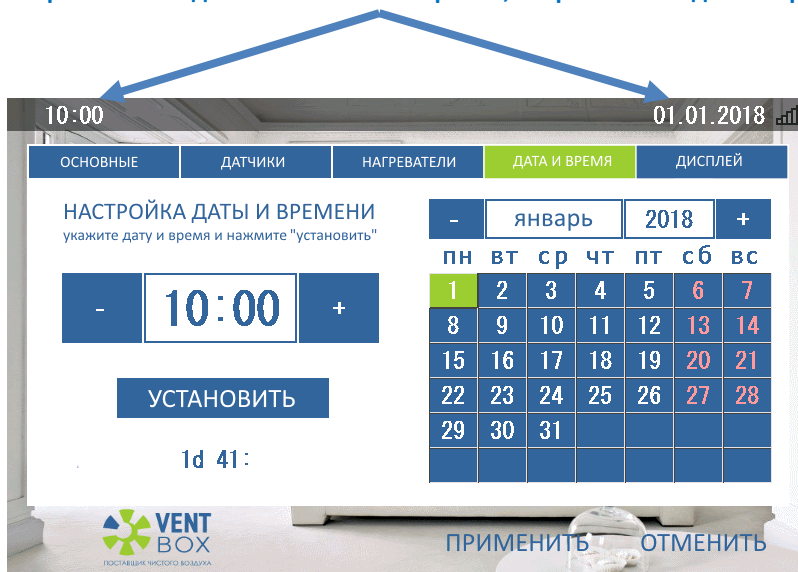 10:00 01.01.2018
ОСНОВНЫЕ ДАТЧИКИ НАГРЕВАТЕЛИ ДАТА И ВРЕМЯ ДИСПЛЕЙ
НАСТРОЙКА ДАТЫ И ВРЕМЕНИ
укажите дату и время и нажмите "установить"
- 10:00 +
УСТАНОВИТЬ
1d 41:
- январь 2018 +
пн вт ср чт пт сб вс
1 2 3 4 5 6 7
8 9 10 11 12 13 14
15 16 17 18 19 20 21
22 23 24 25 26 27 28
29 30 31
VENT
BOX
ПОСТАВЩИК ЧИСТОГО ВОЗДУХА
ПРИМЕНИТЬ ОТМЕНИТЬ